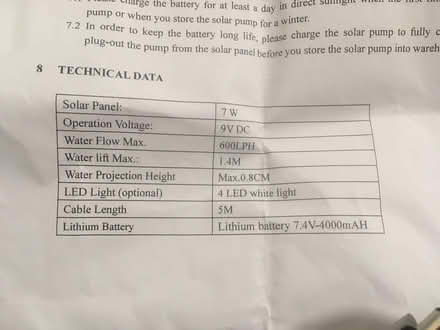 charge the battery for at least a day in direct sunlight when the first
pump or when you store the solar pump for a winter.
7.2 In order to keep the battery long life, please charge the solar pump to fully
plug-out the pump from the solar panel before you store the solar pump into
8 TECHNICAL DATA
Solar Panel: 7 W
Operation Voltage: 9V DC
Water Flow Max. 600LPH
Water lift Max.: 1.4M
Water Projection Height Max.0.8CM
LED Light (optional) 4 LED white light
Cable Length 5M
Lithium Battery Lithium battery 7.4V-4000mAH